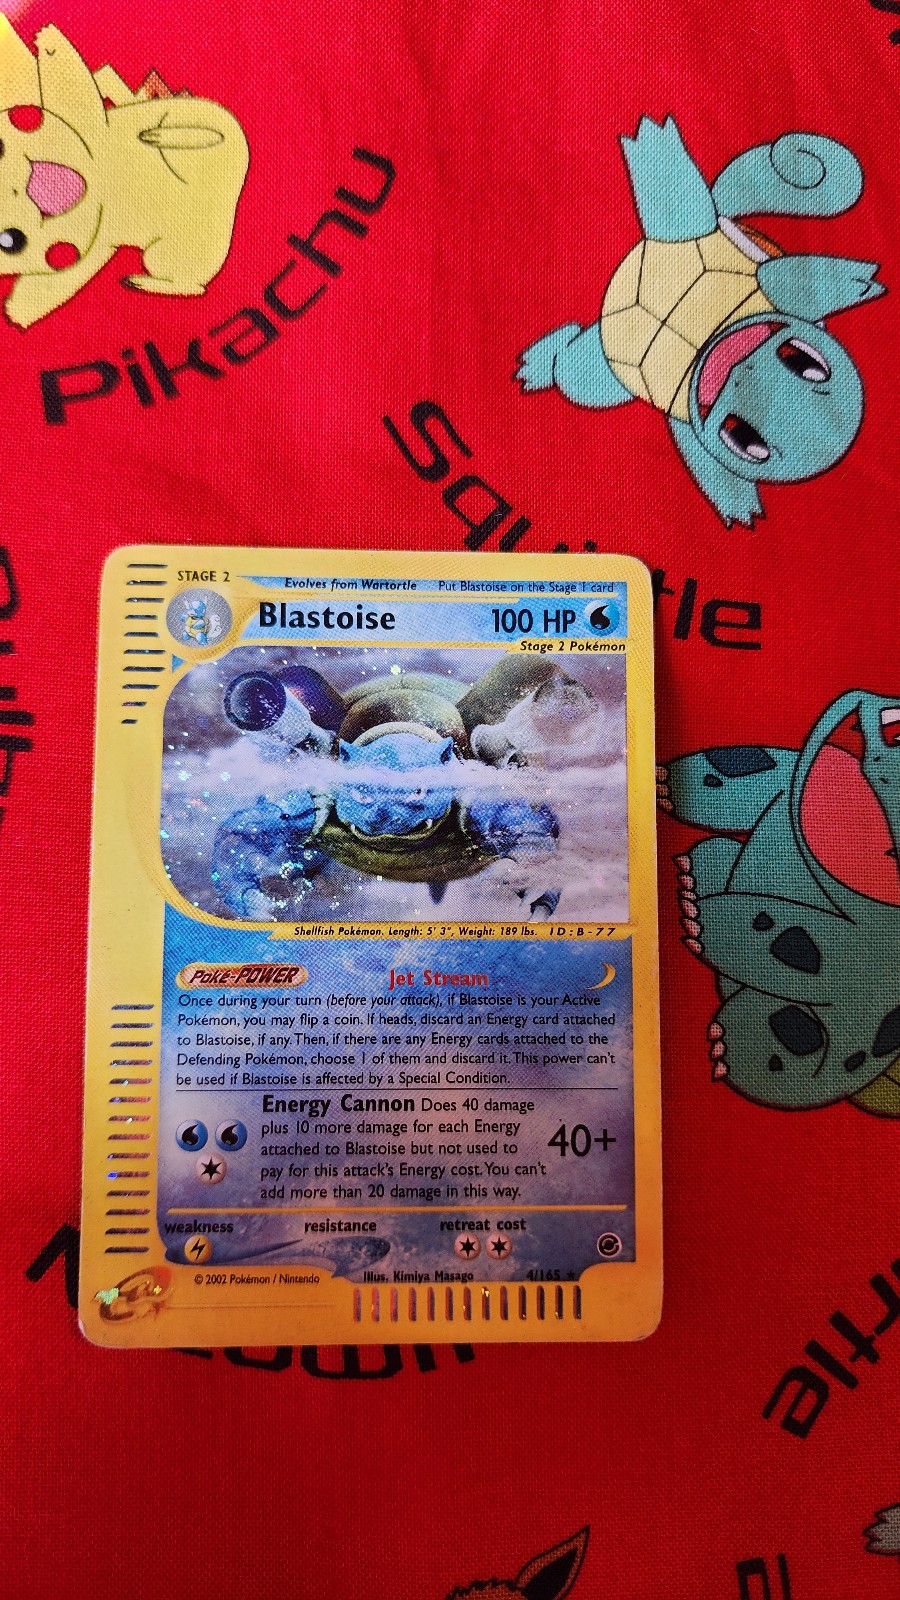 Pikachu
Squirtle
STAGE 2
Evolves from Wartortle
Put Blastoise on the Stage 1 card
Blastoise
100 HP
Stage 2 Pokémon
Shellfish Pokémon. Length: 5' 3", Weight: 189 lbs. ID:B-77
Poké-POWER
Jet Stream
Once during your turn (before your attack), if Blastoise is your Active
Pokémon, you may flip a coin. If heads, discard an Energy card attached
to Blastoise, if any. Then, if there are any Energy cards attached to the
Defending Pokémon, choose 1 of them and discard it. This power can't
be used if Blastoise is affected by a Special Condition.
Energy Cannon Does 40 damage
plus 10 more damage for each Energy
attached to Blastoise but not used to
pay for this attack's Energy cost. You can't
add more than 20 damage in this way.
40+
weakness
resistance
retreat cost
© 2002 Pokémon / Nintendo
Illus. Kimiya Masago
4/165 ★
rtle